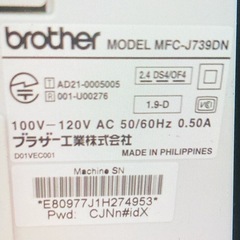 brother MODEL MFC-J739DN
T AD21-0005005
R 001-U00276
2.4 DS4/OF4
1.9-D
100V－120V AC 50/60Hz 0.50A
ブラザー工業株式会社 MADE IN PHILIPPINES
D01VEC001
Machine SN
*E80977J1H274953*
Pwd: CJNn#idX